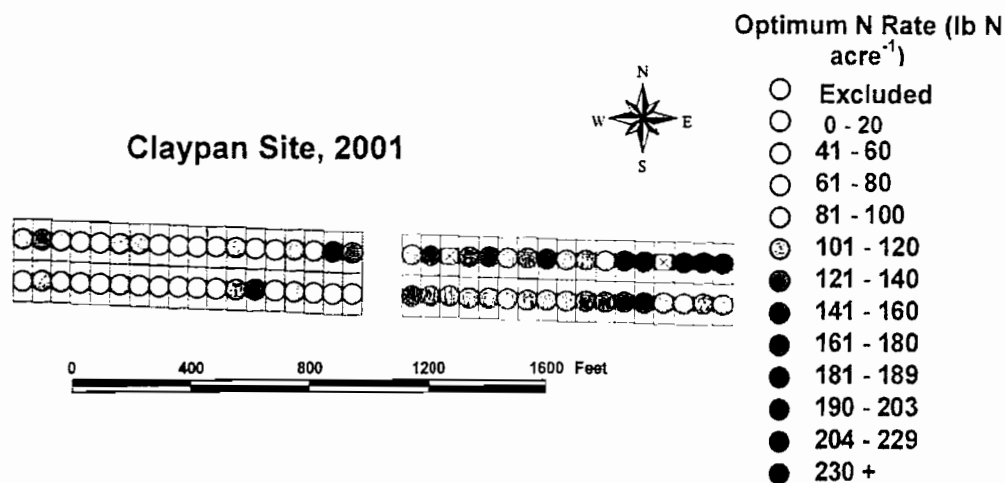 Optimum N Rate (lb N
acre-1)
Excluded
0 - 20
41 - 60
61 - 80
81 - 100
101 - 120
121 - 140
141 - 160
161 - 180
181 - 189
190 - 203
204 - 229
230 +
N
W E
S
Claypan Site, 2001
0 400 800 1200 1600 Feet